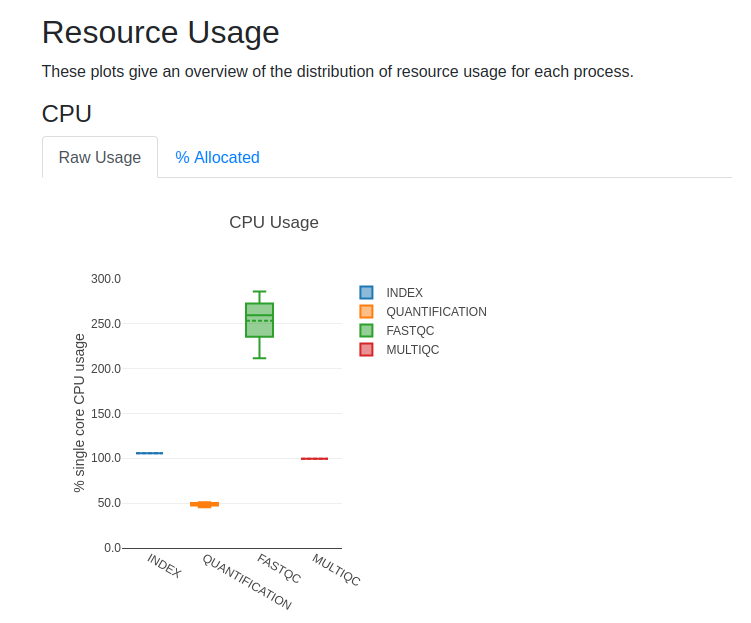 Resource Usage
These plots give an overview of the distribution of resource usage for each process.
CPU
Raw Usage
% Allocated
CPU Usage
% single core CPU usage
300.0
250.0
200.0
150.0
100.0
50.0
0.0
INDEX
QUANTIFICATION
FASTQC
MULTIQC
INDEX
QUANTIFICATION
FASTQC
MULTIQC